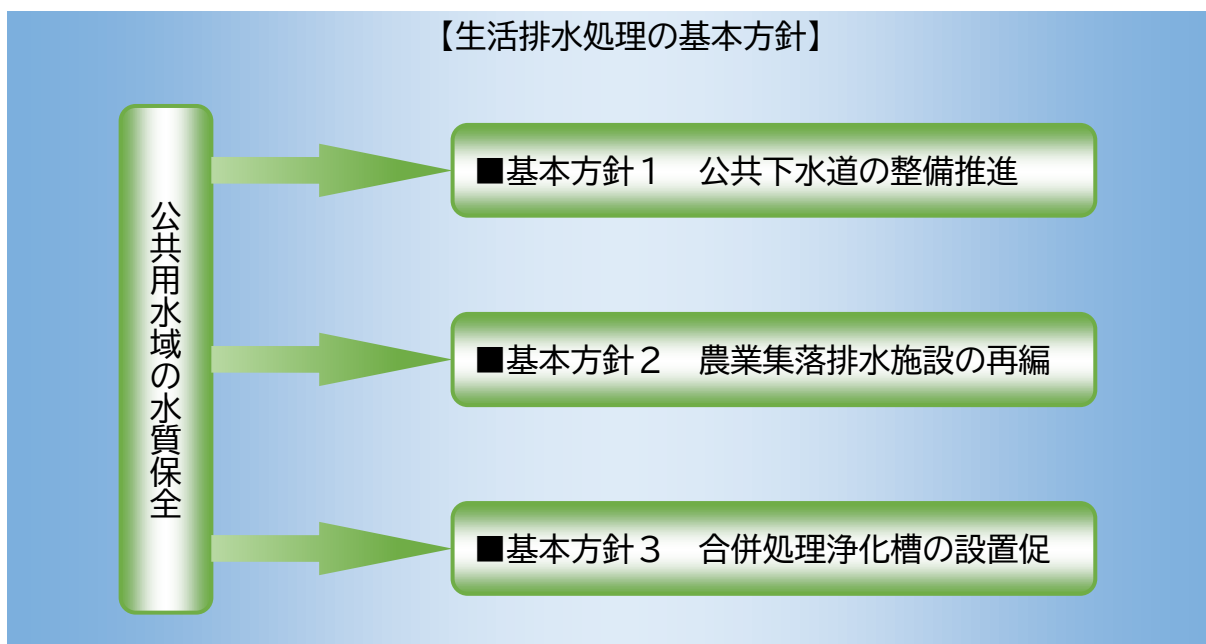 【生活排水処理の基本方針】
公共用水域の水質保全
■基本方針１　公共下水道の整備推進
■基本方針２　農業集落排水施設の再編
■基本方針３　合併処理浄化槽の設置促